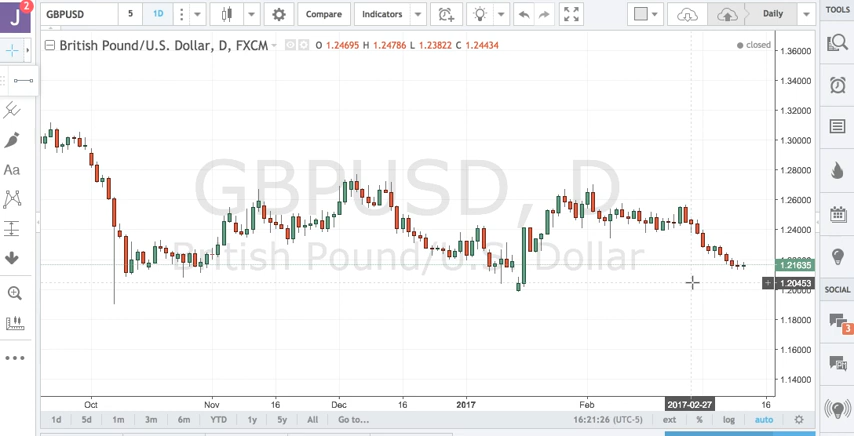 J 2 GBPUSD 5 1D Compare Indicators Daily TOOLS
British Pound/U.S. Dollar, D, FXCM O 1.24695 H 1.24786 L 1.23822 C 1.24434 closed
GBPUSD, D
British Pound/U.S. Dollar
Aa
1.36000
1.34000
1.32000
1.30000
1.28000
1.26000
1.24000
1.21635
1.20453
1.18000
1.16000
1.14000
SOCIAL
3
Oct Nov 16 Dec 16 2017 16 Feb 2017-02-27 16
1d 5d 1m 3m 6m YTD 1y 5y All Go to... 16:21:26 (UTC-5) ext % log auto